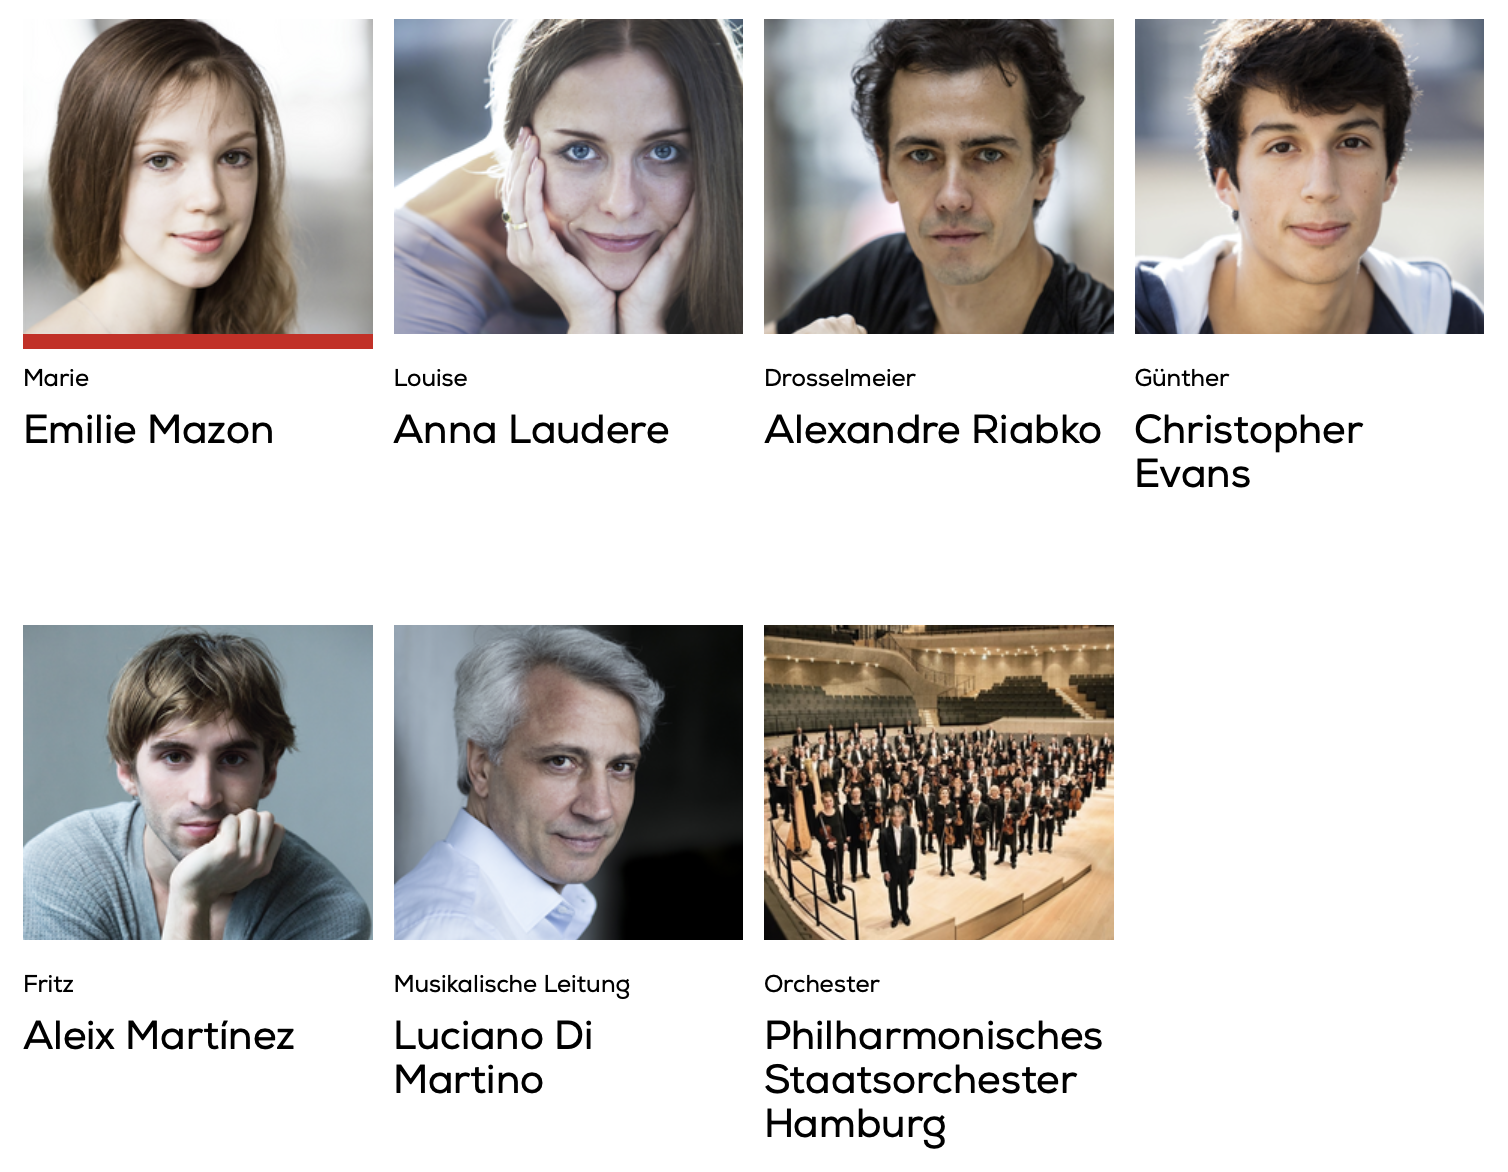 Marie
Emilie Mazon
Louise
Anna Laudere
Drosselmeier
Alexandre Riabko
Günther
Christopher
Evans
Fritz
Aleix Martínez
Musikalische Leitung
Luciano Di
Martino
Orchester
Philharmonisches
Staatsorchester
Hamburg